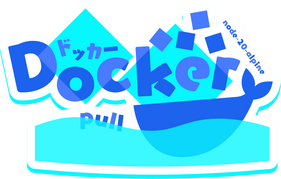 ドッカー
Docker
node-20-alpine
Pull